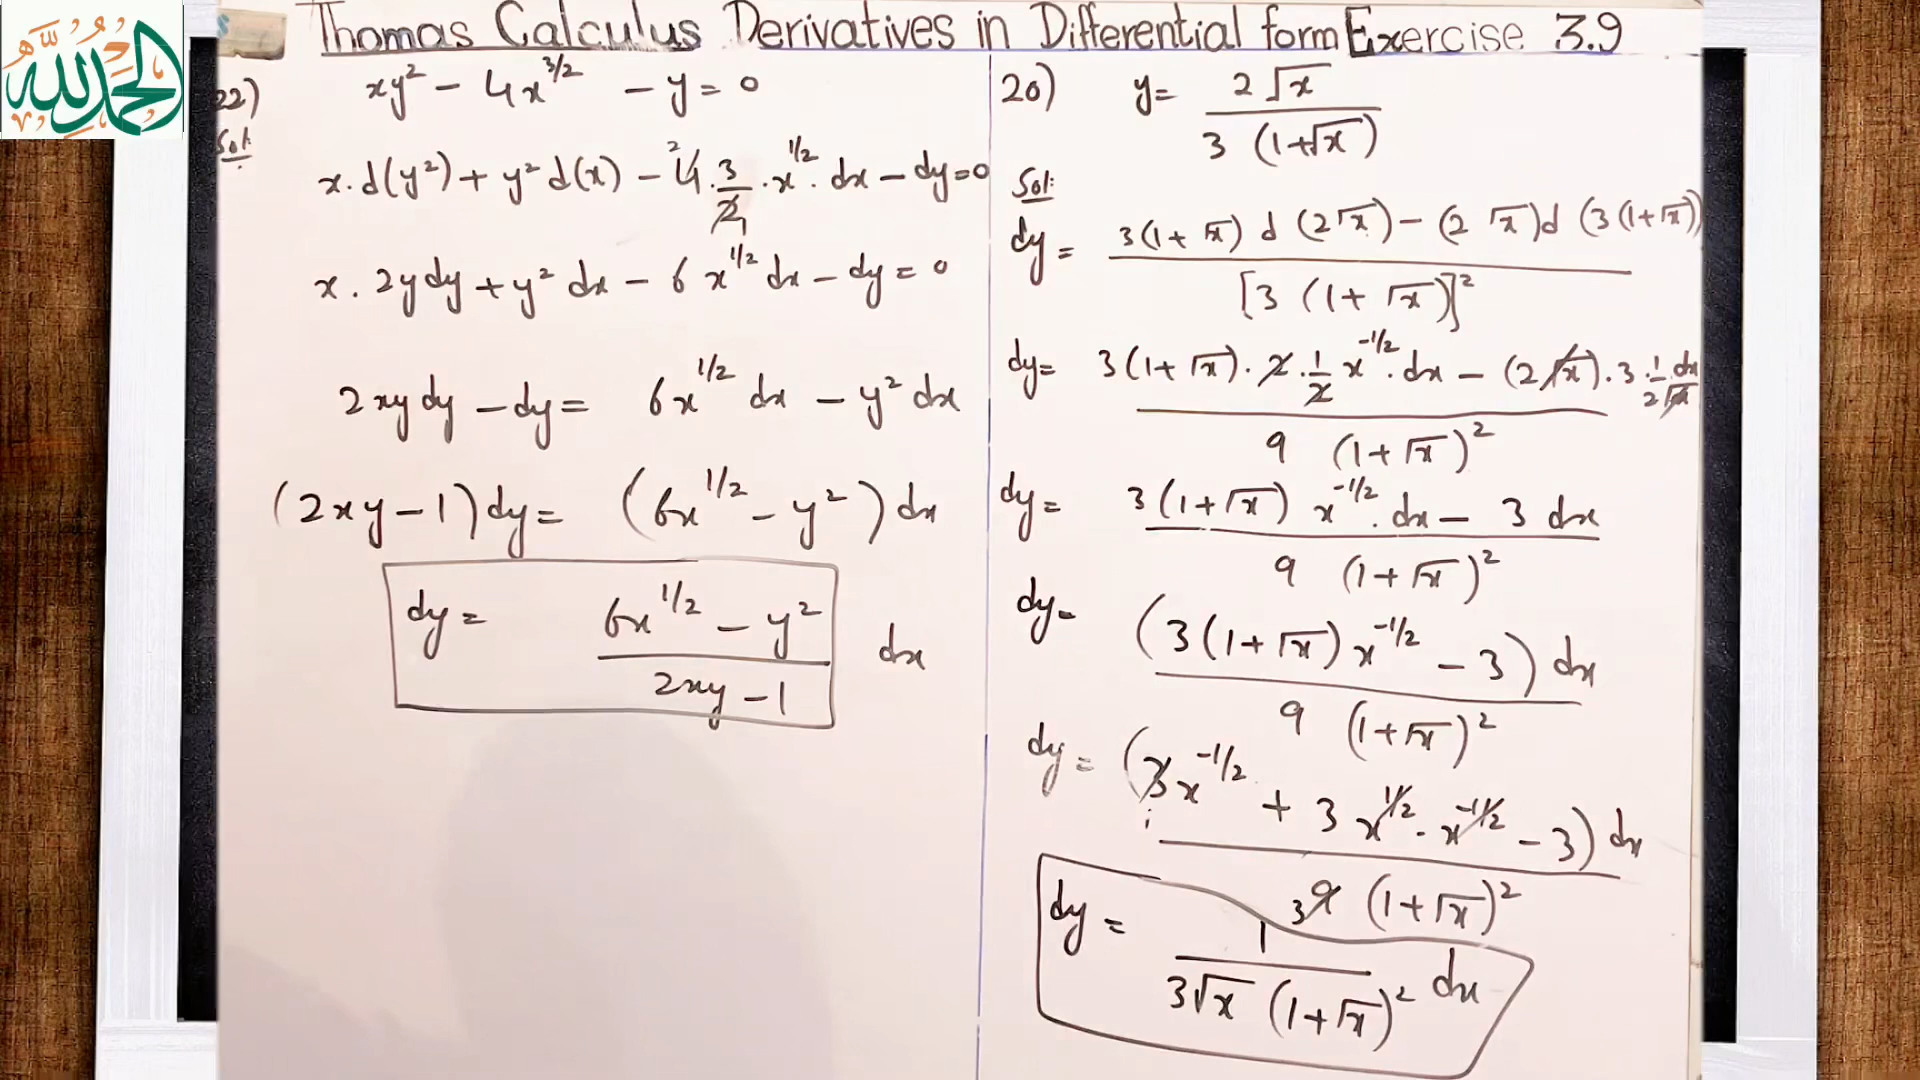 الحمدلله
Thomas Calculus Derivatives in Differential form Exercise 3.9
22) xy² - 4x^3/2 - y = 0
Sol:
x.d(y²) + y² d(x) - 4² . 3/2 1 . x^1/2 . dx - dy = 0
x . 2y dy + y² dx - 6 x^1/2 dx - dy = 0
2xy dy - dy = 6x^1/2 dx - y² dx
(2xy - 1) dy = (6x^1/2 - y²) dx
dy = (6x^1/2 - y²)/(2xy - 1) dx
20) y = 2√x / 3 (1+√x)
Sol:
dy = 3(1+√x) d (2√x) - (2√x) d (3(1+√x)) / [3 (1+√x)]²
dy = 3(1+√x) . 2 . 1/2 x^-1/2 . dx - (2√x) . 3 . 1/2√x dx / 9 (1+√x)²
dy = 3(1+√x) x^-1/2 . dx - 3 dx / 9 (1+√x)²
dy = (3(1+√x) x^-1/2 - 3) dx / 9 (1+√x)²
dy = (3x^-1/2 + 3 x^1/2 . x^-1/2 - 3) dx / 3 9 (1+√x)²
dy = 1 / 3√x (1+√x)² dx